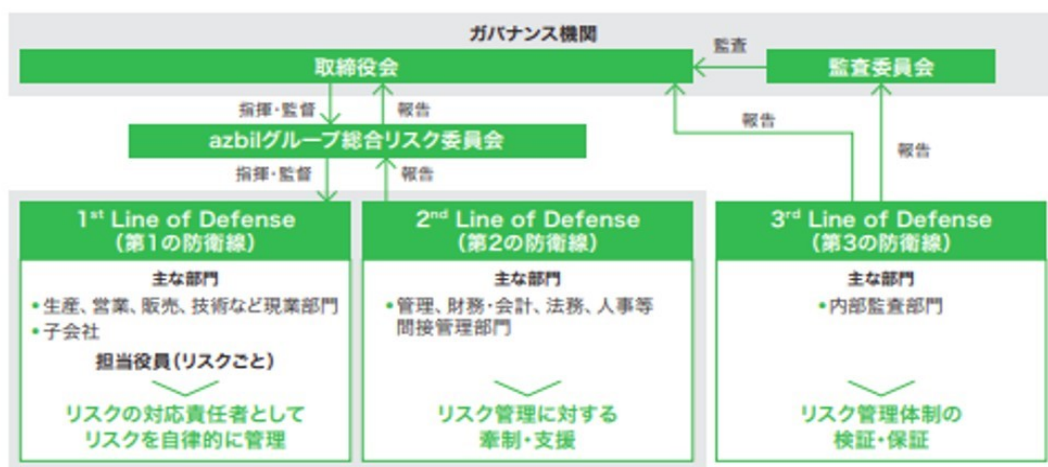 ガバナンス機関
取締役会
監査
監査委員会
指揮・監督
報告
azbilグループ総合リスク委員会
報告
報告
指揮・監督
報告
1st Line of Defense
(第1の防衛線)
主な部門
•生産、営業、販売、技術など現業部門
•子会社
担当役員(リスクごと)
リスクの対応責任者として
リスクを自律的に管理
2nd Line of Defense
(第2の防衛線)
主な部門
•管理、財務・会計、法務、人事等
間接管理部門
リスク管理に対する
牽制・支援
3rd Line of Defense
(第3の防衛線)
主な部門
•内部監査部門
リスク管理体制の
検証・保証